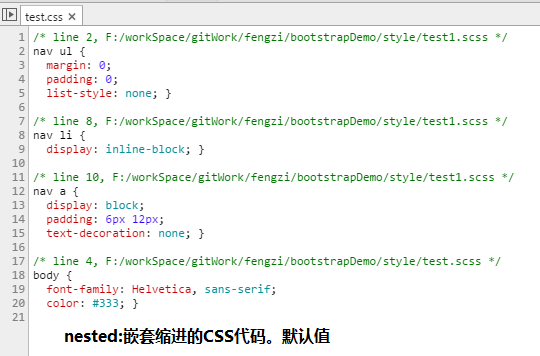 test.css ×
1 /* line 2, F:/workSpace/gitWork/fengzi/bootstrapDemo/style/test1.scss */
2 nav ul {
3   margin: 0;
4   padding: 0;
5   list-style: none; }
6
7 /* line 8, F:/workSpace/gitWork/fengzi/bootstrapDemo/style/test1.scss */
8 nav li {
9   display: inline-block; }
10
11 /* line 10, F:/workSpace/gitWork/fengzi/bootstrapDemo/style/test1.scss */
12 nav a {
13   display: block;
14   padding: 6px 12px;
15   text-decoration: none; }
16
17 /* line 4, F:/workSpace/gitWork/fengzi/bootstrapDemo/style/test.scss */
18 body {
19   font-family: Helvetica, sans-serif;
20   color: #333; }
21
nested:嵌套缩进的CSS代码。默认值